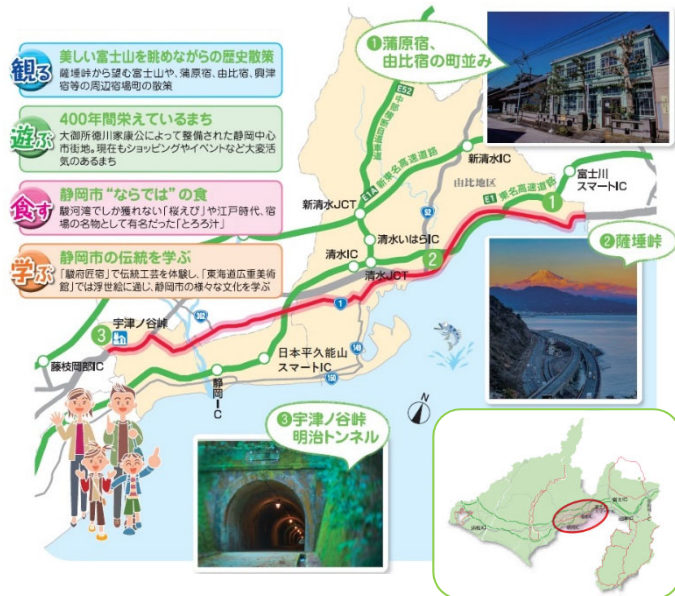 観る
美しい富士山を眺めながらの歴史散策
薩埵峠から望む富士山や、蒲原宿、由比宿、興津
宿等の周辺宿場町の散策
遊ぶ
400年間栄えているまち
大御所徳川家康公によって整備された静岡中心
市街地。現在もショッピングやイベントなど大変活
気のあるまち
食す
静岡市“ならでは”の食
駿河湾でしか獲れない「桜えび」や江戸時代、宿
場の名物として有名だった「とろろ汁」
学ぶ
静岡市の伝統を学ぶ
「駿府匠宿」で伝統工芸を体験し、「東海道広重美術
館」では浮世絵に通し、静岡市の様々な文化を学ぶ
❶蒲原宿、
由比宿の町並み
E52
中部横断自動車道
新清水IC
E1A 新東名高速道路
新清水JCT
由比地区
52
E1 東名高速道路
富士川
スマートIC
1
清水いはらIC
清水IC
清水JCT
2
❷薩埵峠
1
362
3
宇津ノ谷峠
149
150
藤枝岡部IC
静岡IC
日本平久能山
スマートIC
N
❸宇津ノ谷峠
明治トンネル